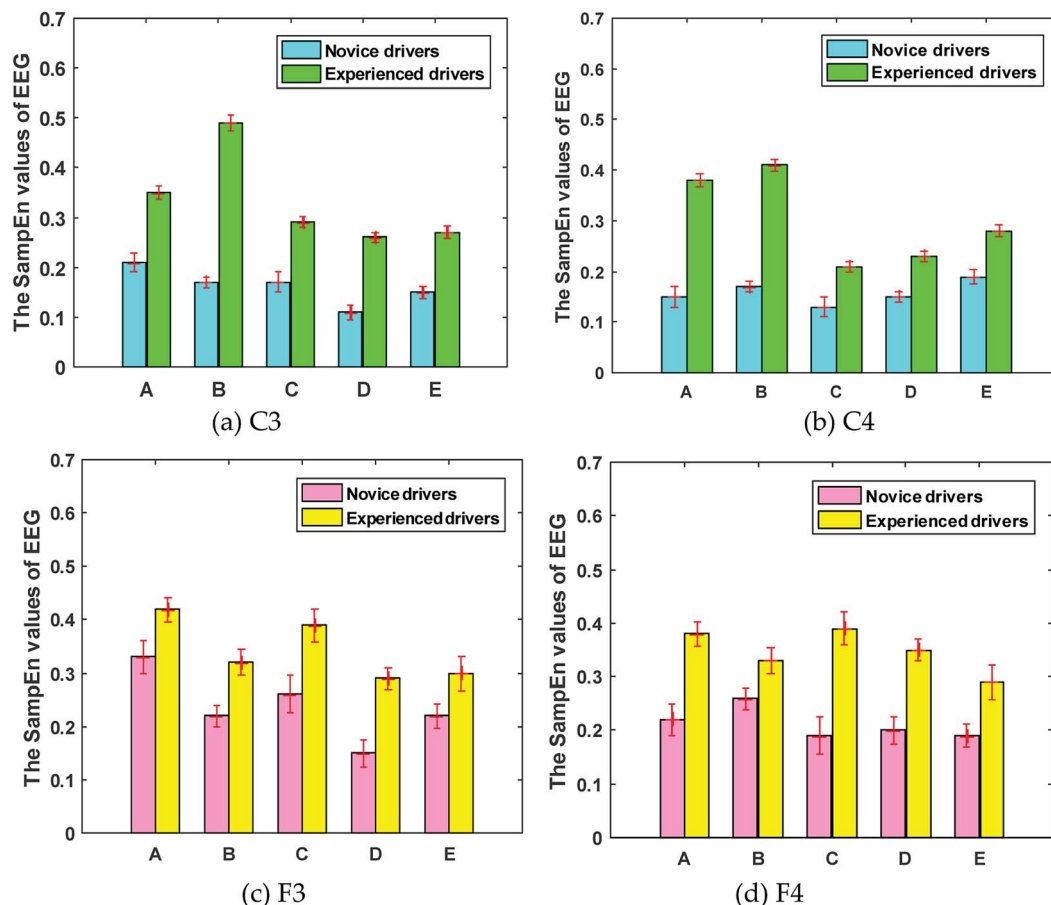 The SampEn values of EEG
0.7
0.6
0.5
0.4
0.3
0.2
0.1
0
Novice drivers
Experienced drivers
A B C D E
(a) C3
The SampEn values of EEG
0.7
0.6
0.5
0.4
0.3
0.2
0.1
0
Novice drivers
Experienced drivers
A B C D E
(b) C4
The SampEn values of EEG
0.7
0.6
0.5
0.4
0.3
0.2
0.1
0
Novice drivers
Experienced drivers
A B C D E
(c) F3
The SampEn values of EEG
0.7
0.6
0.5
0.4
0.3
0.2
0.1
0
Novice drivers
Experienced drivers
A B C D E
(d) F4